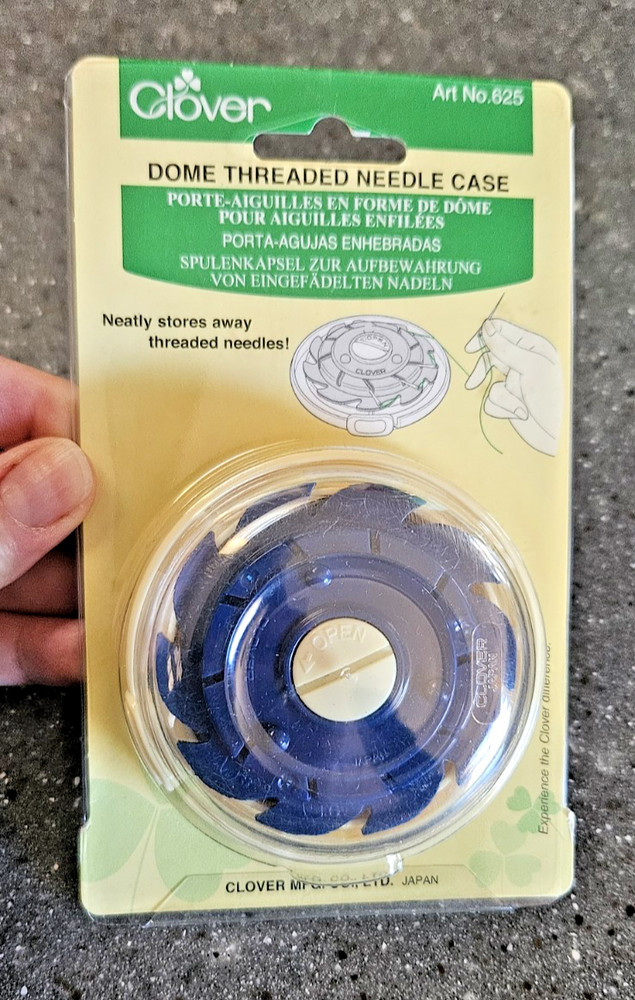 Clover
Art No.625
DOME THREADED NEEDLE CASE
PORTE-AIGUILLES EN FORME DE DÔME
POUR AIGUILLES ENFILÉES
PORTA-AGUJAS ENHEBRADAS
SPULENKAPSEL ZUR AUFBEWAHRUNG
VON EINGEFÄDELTEN NADELN
Neatly stores away
threaded needles!
OPEN
CLOVER
OPEN
CLOVER
JAPAN
JAPAN
Experience the Clover difference.
CLOVER MFG. CO., LTD. JAPAN